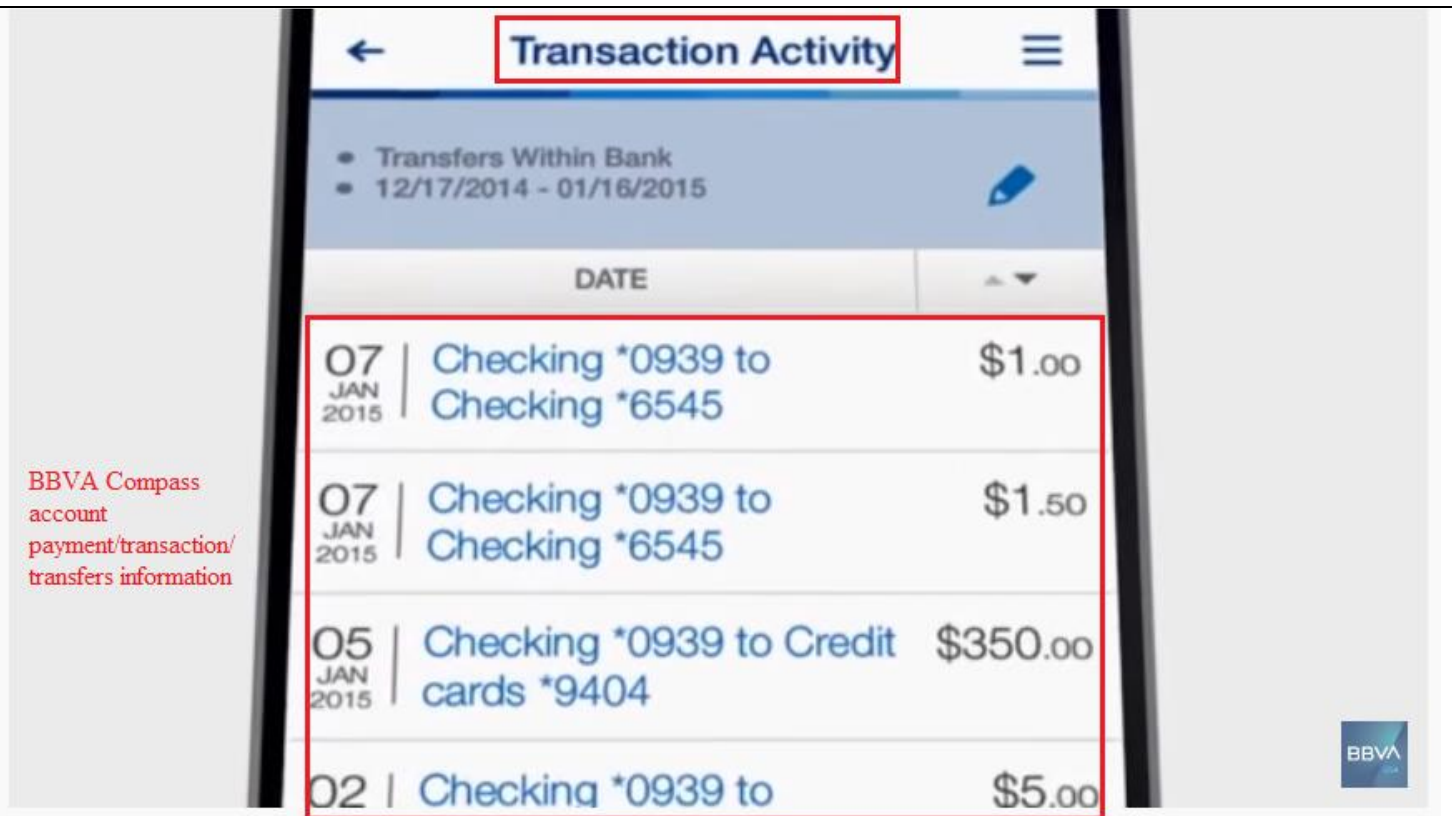 Transaction Activity
• Transfers Within Bank
• 12/17/2014 - 01/16/2015
DATE
07
JAN
2015
Checking *0939 to
Checking *6545
$1.00
07
JAN
2015
Checking *0939 to
Checking *6545
$1.50
05
JAN
2015
Checking *0939 to Credit
cards *9404
$350.00
02
Checking *0939 to
$5.00
BBVA Compass
account
payment/transaction/
transfers information
BBVA